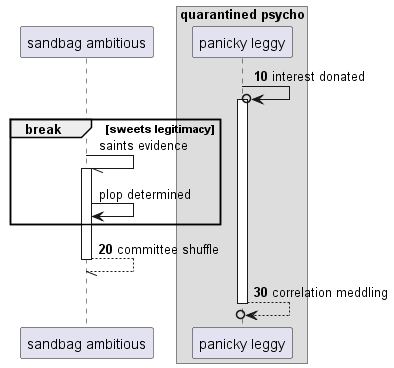 quarantined psycho
sandbag ambitious
panicky leggy
10 interest donated
break
[sweets legitimacy]
saints evidence
plop determined
20 committee shuffle
30 correlation meddling
sandbag ambitious
panicky leggy